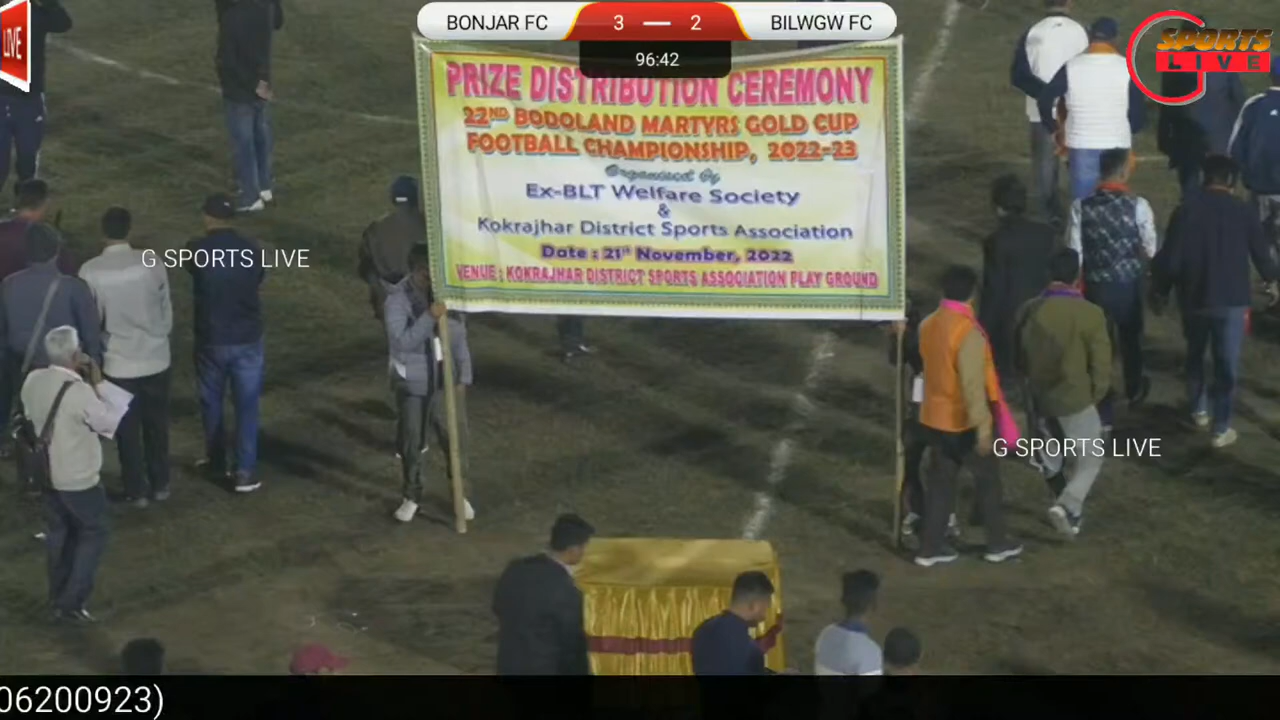 LIVE
BONJAR FC 3 — 2 BILWGW FC
96:42
SPORTS
LIVE
PRIZE DISTRIBUTION CEREMONY
22ND BODOLAND MARTYRS GOLD CUP
FOOTBALL CHAMPIONSHIP, 2022-23
Organised By
Ex-BLT Welfare Society
&
Kokrajhar District Sports Association
Date : 21st November, 2022
VENUE : KOKRAJHAR DISTRICT SPORTS ASSOCIATION PLAY GROUND
G SPORTS LIVE
G SPORTS LIVE
06200923)